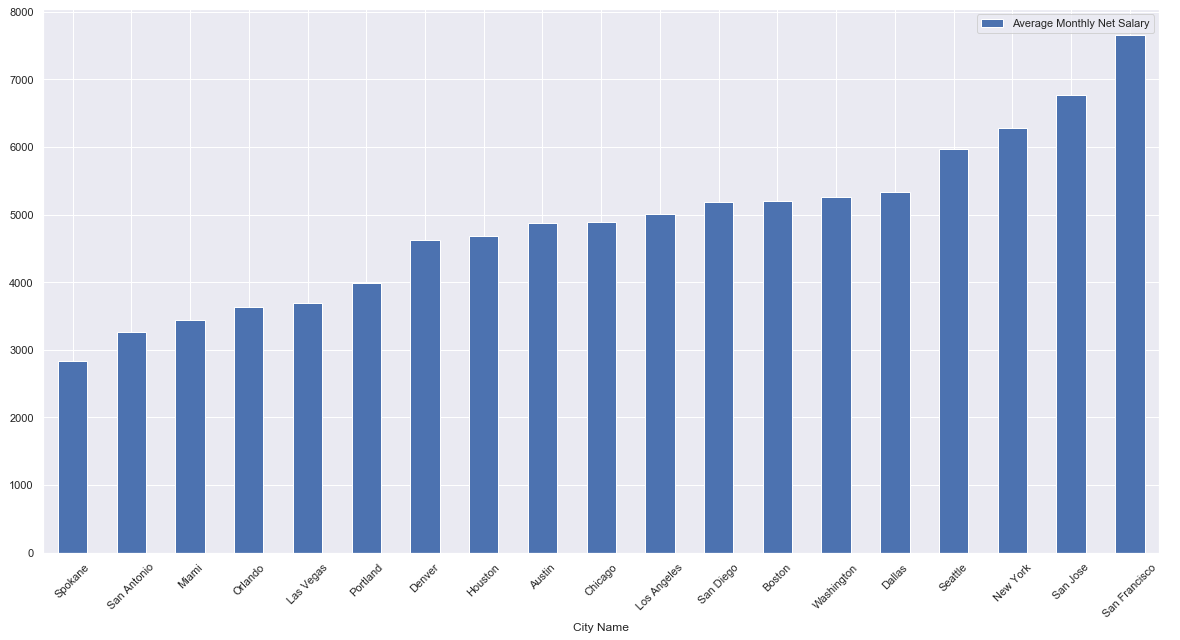 Average Monthly Net Salary
8000
7000
6000
5000
4000
3000
2000
1000
0
Spokane
San Antonio
Miami
Orlando
Las Vegas
Portland
Denver
Houston
Austin
Chicago
Los Angeles
San Diego
Boston
Washington
Dallas
Seattle
New York
San Jose
San Francisco
City Name